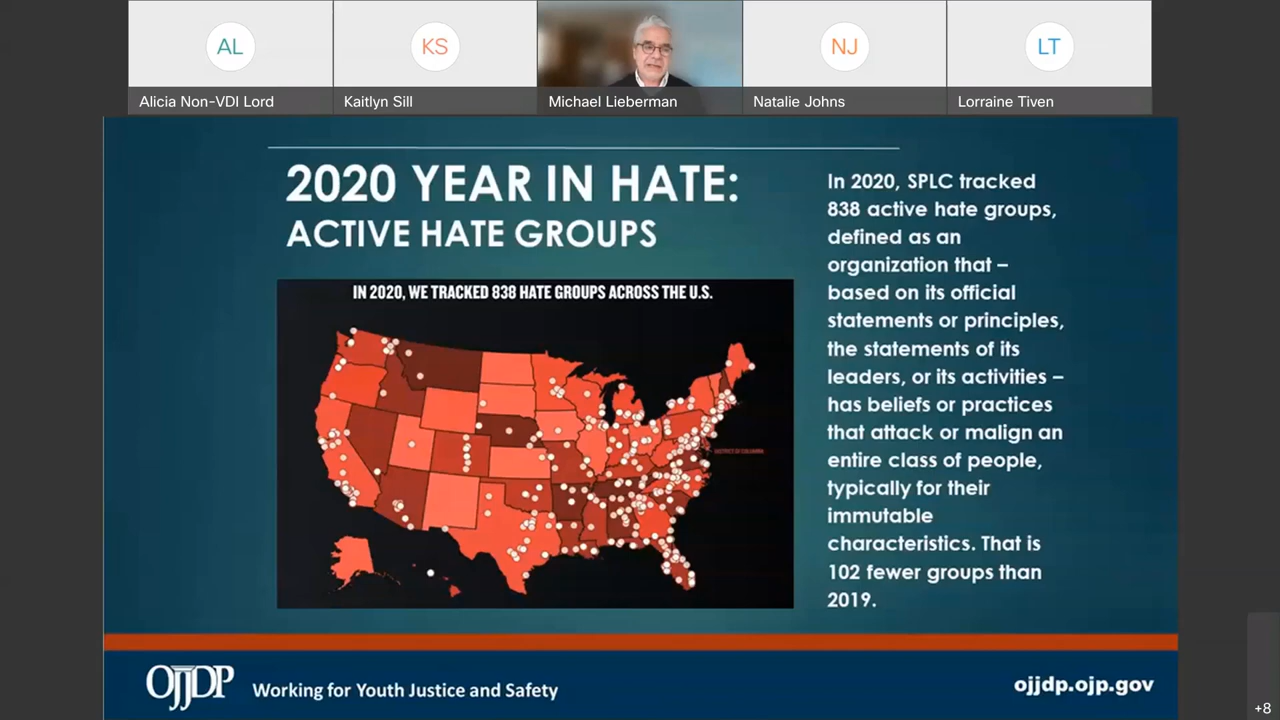 AL
KS
NJ
LT
Alicia Non-VDI Lord
Kaitlyn Sill
Michael Lieberman
Natalie Johns
Lorraine Tiven
2020 YEAR IN HATE:
ACTIVE HATE GROUPS
IN 2020, WE TRACKED 838 HATE GROUPS ACROSS THE U.S.
DISTRICT OF COLUMBIA
In 2020, SPLC tracked
838 active hate groups,
defined as an
organization that –
based on its official
statements or principles,
the statements of its
leaders, or its activities –
has beliefs or practices
that attack or malign an
entire class of people,
typically for their
immutable
characteristics. That is
102 fewer groups than
2019.
OJJDP
Working for Youth Justice and Safety
ojjdp.ojp.gov
+8